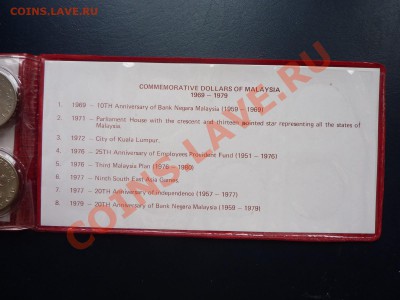 COINS.LAVE.RU
COMMEMORATIVE DOLLARS OF MALAYSIA
1969 – 1979
1. 1969 – 10TH Anniversary of Bank Negara Malaysia (1959 – 1969)
2. 1971 – Parliament House with the crescent and thirteen pointed star representing all the states of
Malaysia.
3. 1972 – City of Kuala Lumpur.
4. 1976 – 25TH Anniversary of Employees Provident Fund (1951 – 1976)
5. 1976 – Third Malaysia Plan (1976 – 1980)
6. 1977 – Ninth South East Asia Games.
7. 1977 – 20TH Anniversary of Independence (1957 – 1977)
8. 1979 – 20TH Anniversary of Bank Negara Malaysia (1959 – 1979)
COINS.LAVE.RU